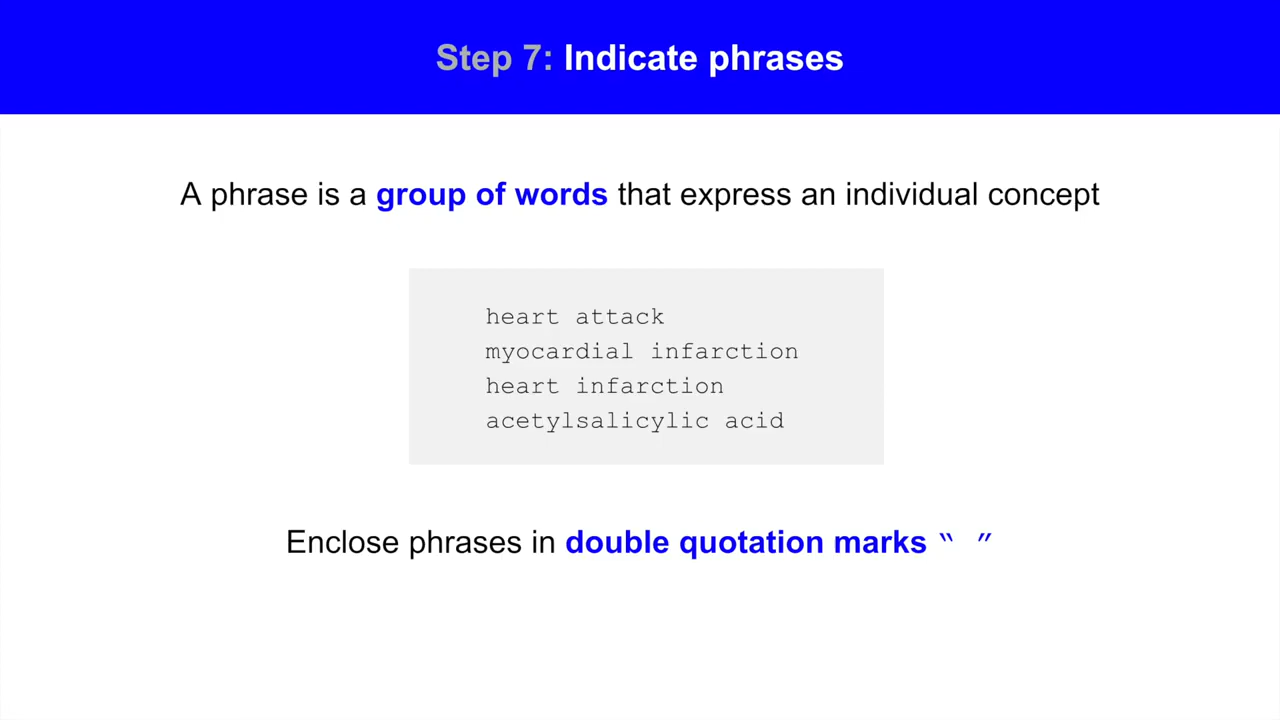 Step 7: Indicate phrases
A phrase is a group of words that express an individual concept
heart attack
myocardial infarction
heart infarction
acetylsalicylic acid
Enclose phrases in double quotation marks “ ”